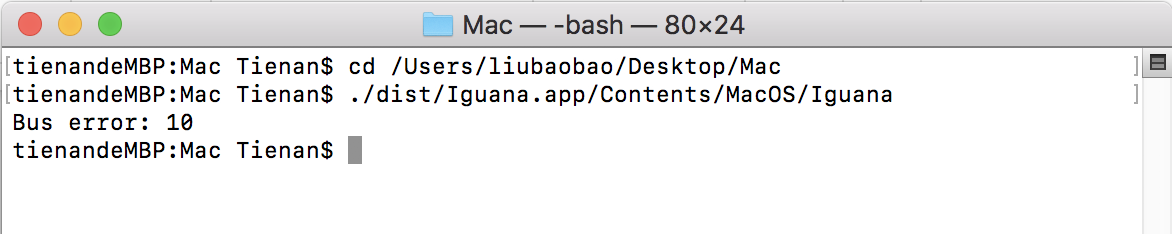 Mac — -bash — 80×24
[tienandeMBP:Mac Tienan$ cd /Users/liubaobao/Desktop/Mac ]
[tienandeMBP:Mac Tienan$ ./dist/Iguana.app/Contents/MacOS/Iguana ]
Bus error: 10
tienandeMBP:Mac Tienan$